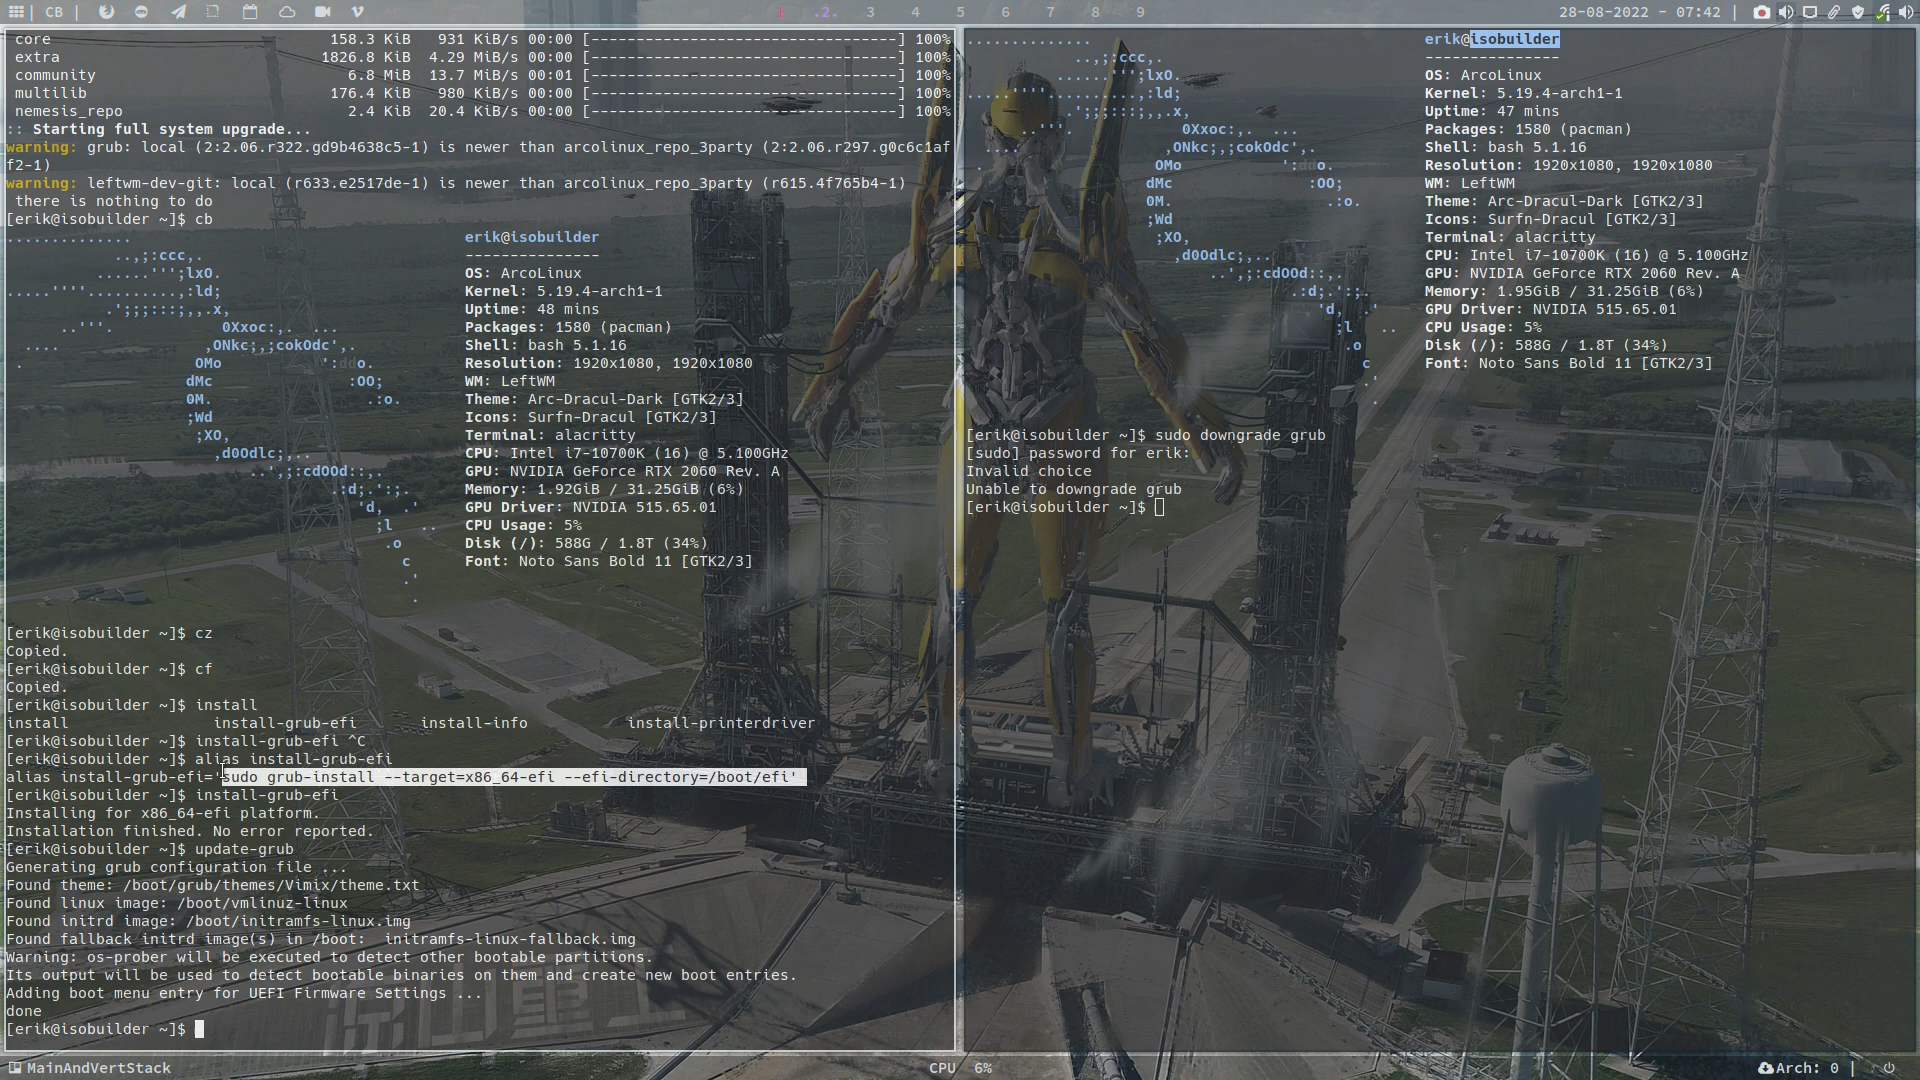 CB
1 .2. 3 4 5 6 7 8 9
28-08-2022 - 07:42
core 158.3 KiB 931 KiB/s 00:00 [----------------------------------] 100%
extra 1826.8 KiB 4.29 MiB/s 00:00 [----------------------------------] 100%
community 6.8 MiB 13.7 MiB/s 00:01 [----------------------------------] 100%
multilib 176.4 KiB 980 KiB/s 00:00 [----------------------------------] 100%
nemesis_repo 2.4 KiB 20.4 KiB/s 00:00 [----------------------------------] 100%
:: Starting full system upgrade...
warning: grub: local (2:2.06.r322.gd9b4638c5-1) is newer than arcolinux_repo_3party (2:2.06.r297.g0c6c1af
f2-1)
warning: leftwm-dev-git: local (r633.e2517de-1) is newer than arcolinux_repo_3party (r615.4f765b4-1)
there is nothing to do
[erik@isobuilder ~]$ cb
erik@isobuilder
---------------
OS: ArcoLinux
Kernel: 5.19.4-arch1-1
Uptime: 48 mins
Packages: 1580 (pacman)
Shell: bash 5.1.16
Resolution: 1920x1080, 1920x1080
WM: LeftWM
Theme: Arc-Dracul-Dark [GTK2/3]
Icons: Surfn-Dracul [GTK2/3]
Terminal: alacritty
CPU: Intel i7-10700K (16) @ 5.100GHz
GPU: NVIDIA GeForce RTX 2060 Rev. A
Memory: 1.92GiB / 31.25GiB (6%)
GPU Driver: NVIDIA 515.65.01
CPU Usage: 5%
Disk (/): 588G / 1.8T (34%)
Font: Noto Sans Bold 11 [GTK2/3]
[erik@isobuilder ~]$ cz
Copied.
[erik@isobuilder ~]$ cf
Copied.
[erik@isobuilder ~]$ install
install install-grub-efi install-info install-printerdriver
[erik@isobuilder ~]$ install-grub-efi ^C
[erik@isobuilder ~]$ alias install-grub-efi
alias install-grub-efi='sudo grub-install --target=x86_64-efi --efi-directory=/boot/efi'
[erik@isobuilder ~]$ install-grub-efi
Installing for x86_64-efi platform.
Installation finished. No error reported.
[erik@isobuilder ~]$ update-grub
Generating grub configuration file ...
Found theme: /boot/grub/themes/Vimix/theme.txt
Found linux image: /boot/vmlinuz-linux
Found initrd image: /boot/initramfs-linux.img
Found fallback initrd image(s) in /boot: initramfs-linux-fallback.img
Warning: os-prober will be executed to detect other bootable partitions.
Its output will be used to detect bootable binaries on them and create new boot entries.
Adding boot menu entry for UEFI Firmware Settings ...
done
[erik@isobuilder ~]$
erik@isobuilder
---------------
OS: ArcoLinux
Kernel: 5.19.4-arch1-1
Uptime: 47 mins
Packages: 1580 (pacman)
Shell: bash 5.1.16
Resolution: 1920x1080, 1920x1080
WM: LeftWM
Theme: Arc-Dracul-Dark [GTK2/3]
Icons: Surfn-Dracul [GTK2/3]
Terminal: alacritty
CPU: Intel i7-10700K (16) @ 5.100GHz
GPU: NVIDIA GeForce RTX 2060 Rev. A
Memory: 1.95GiB / 31.25GiB (6%)
GPU Driver: NVIDIA 515.65.01
CPU Usage: 5%
Disk (/): 588G / 1.8T (34%)
Font: Noto Sans Bold 11 [GTK2/3]
[erik@isobuilder ~]$ sudo downgrade grub
[sudo] password for erik:
Invalid choice
Unable to downgrade grub
[erik@isobuilder ~]$
MainAndVertStack
CPU 6%
Arch: 0